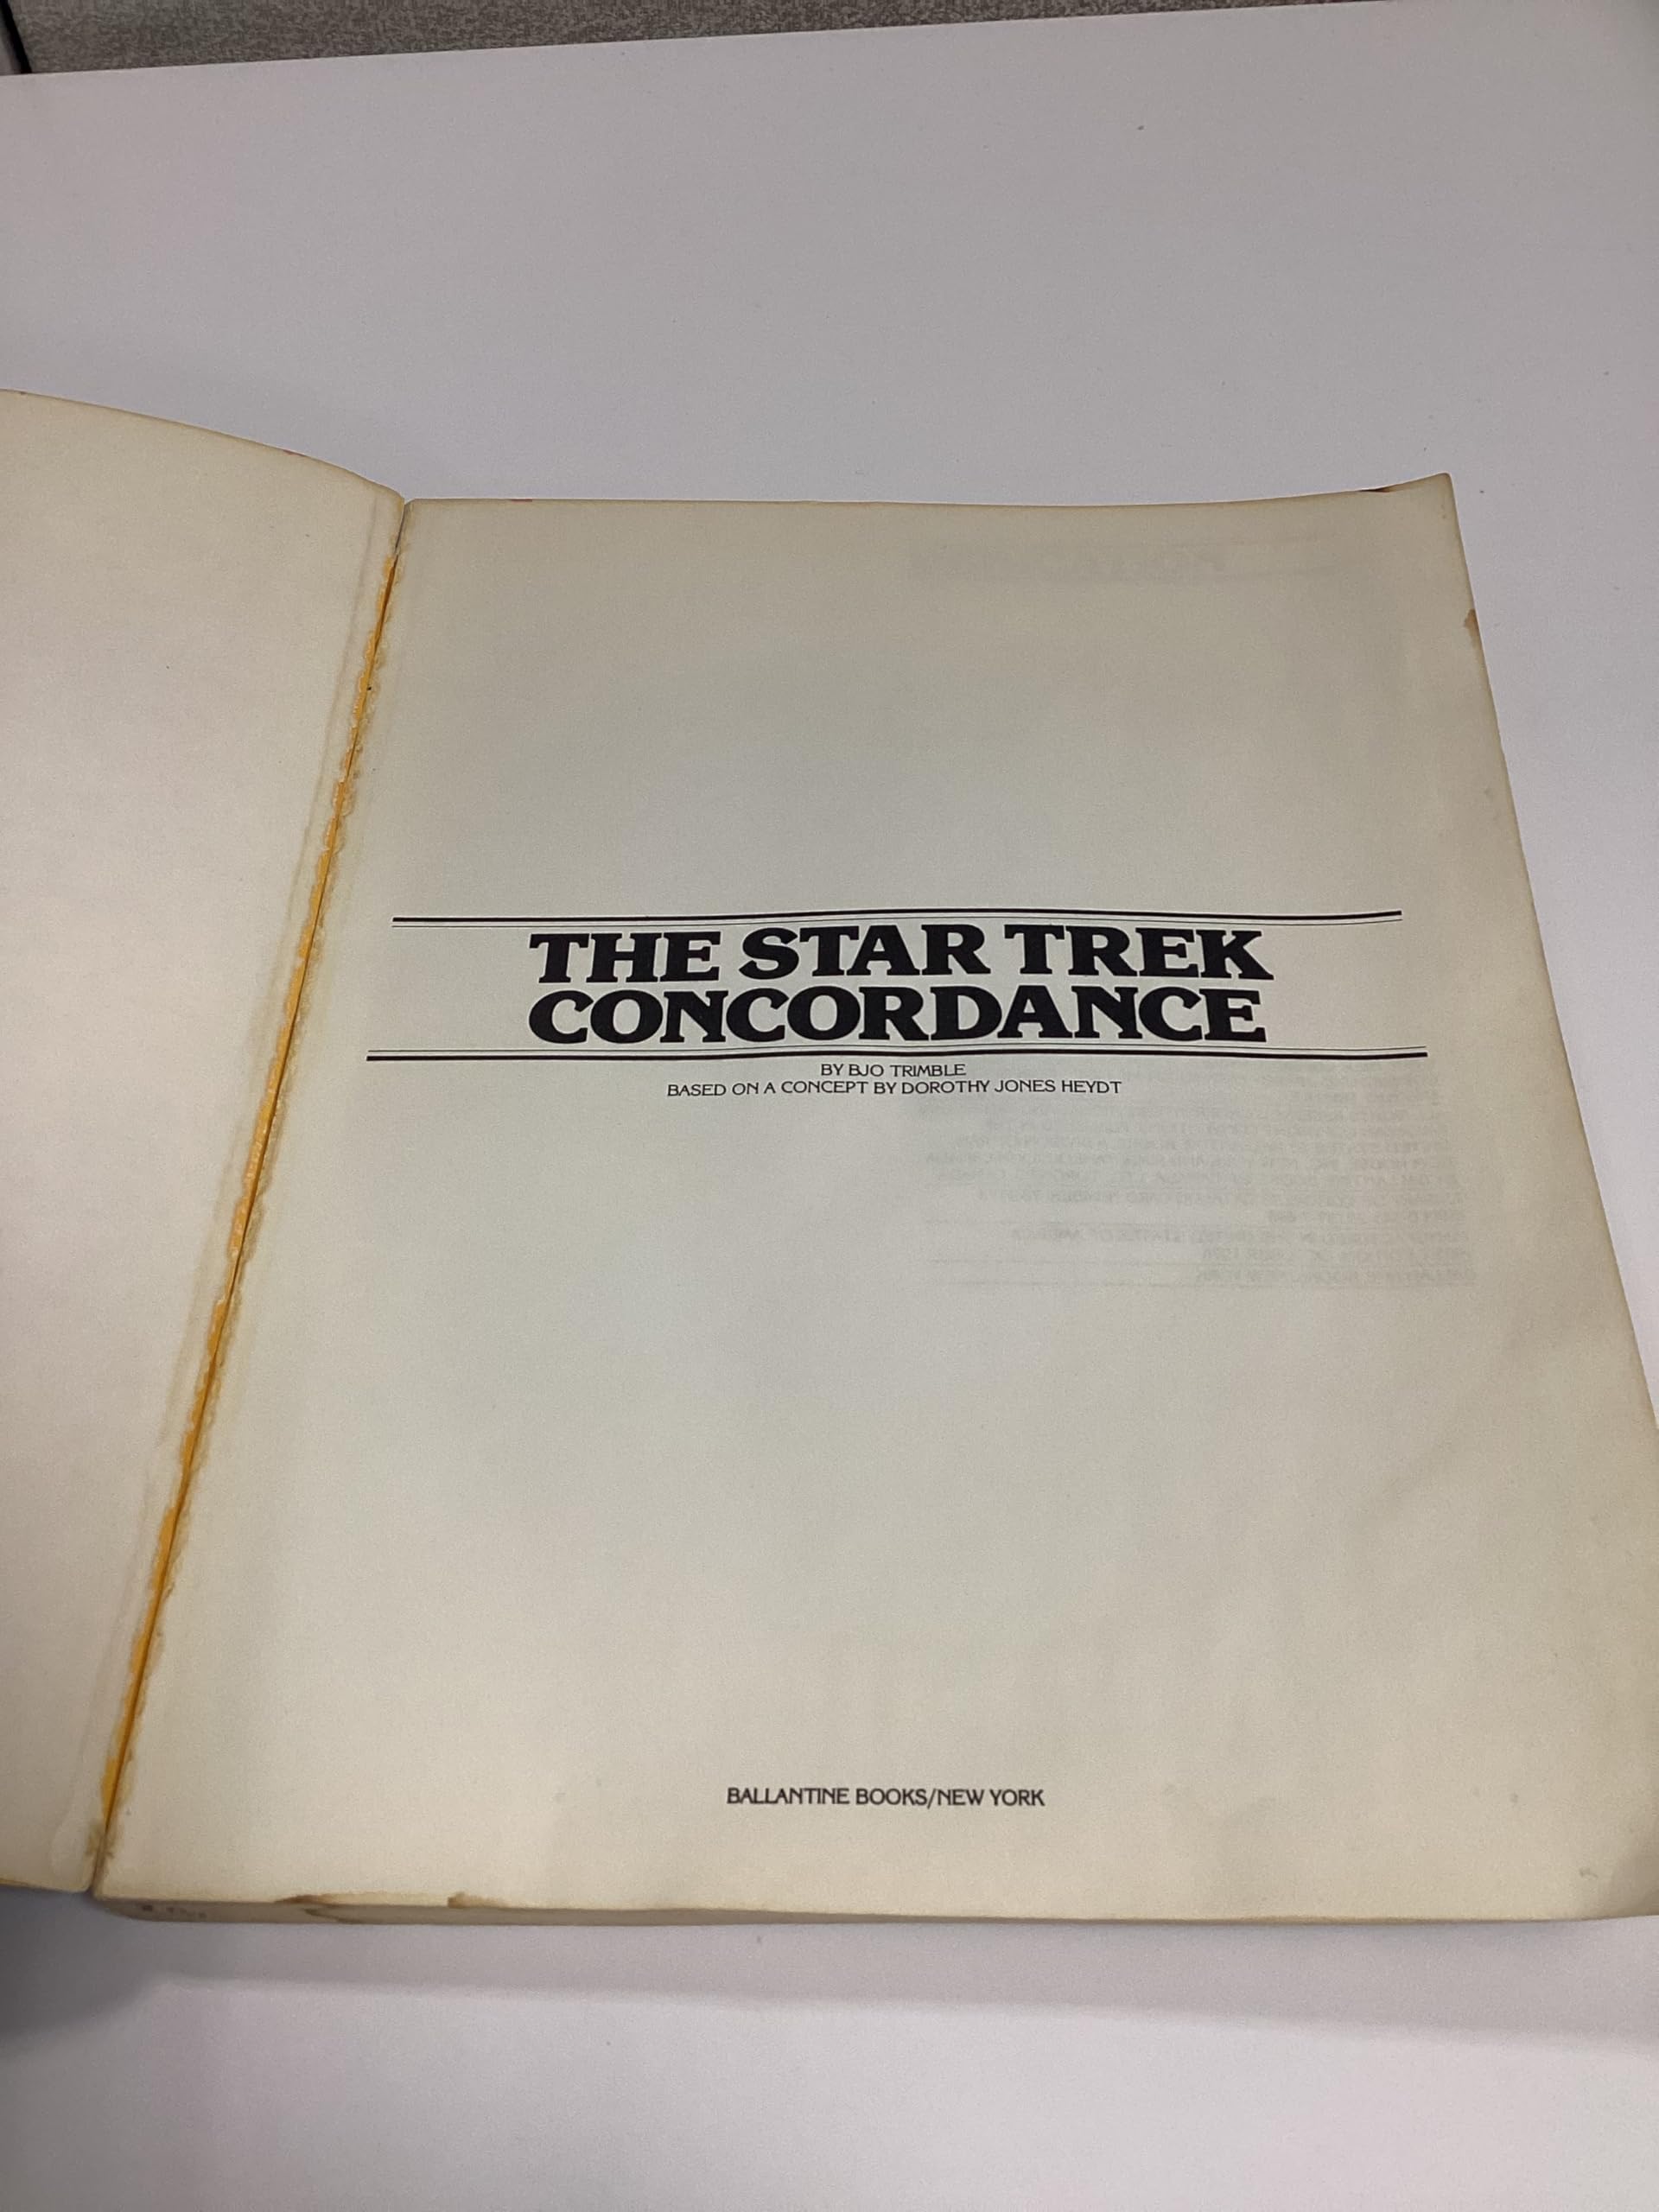 THE STAR TREK
CONCORDANCE
BY BJO TRIMBLE
BASED ON A CONCEPT BY DOROTHY JONES HEYDT
BALLANTINE BOOKS/NEW YORK